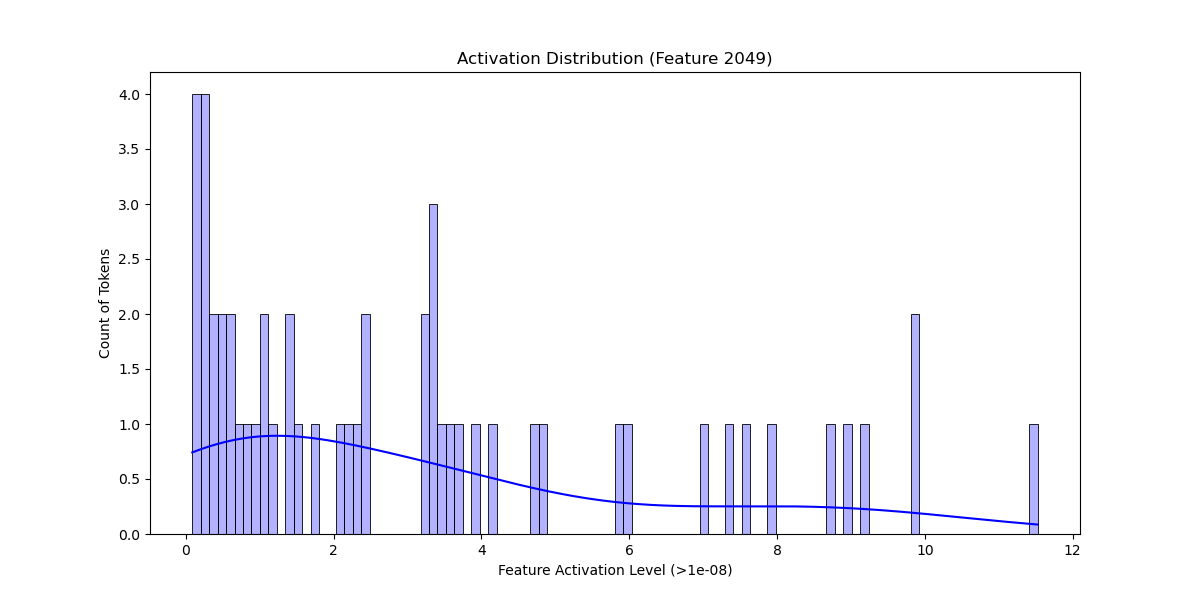 Activation Distribution (Feature 2049)
4.0
3.5
3.0
2.5
2.0
1.5
1.0
0.5
0.0
Count of Tokens
0 2 4 6 8 10 12
Feature Activation Level (>1e-08)